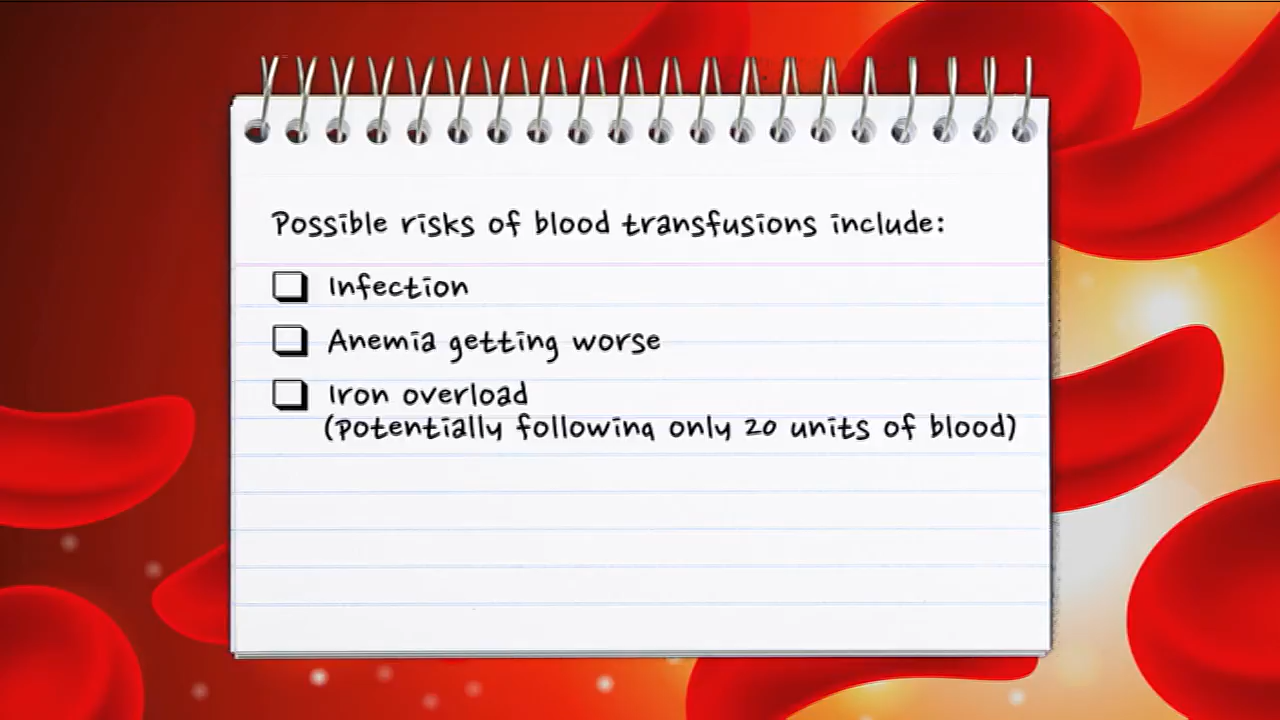 Possible risks of blood transfusions include:
Infection
Anemia getting worse
Iron overload
(potentially following only 20 units of blood)